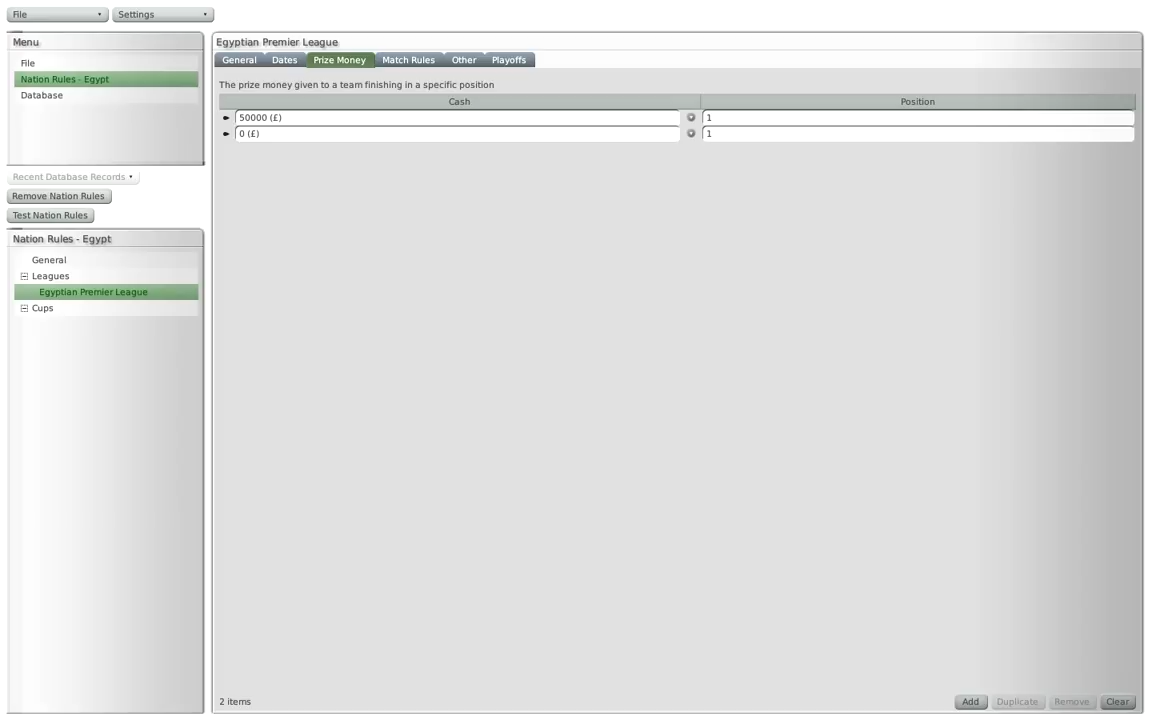 File
Settings
Menu
File
Nation Rules - Egypt
Database
Recent Database Records
Remove Nation Rules
Test Nation Rules
Nation Rules - Egypt
General
Leagues
Egyptian Premier League
Cups
Egyptian Premier League
General Dates Prize Money Match Rules Other Playoffs
The prize money given to a team finishing in a specific position
Cash Position
50000 (£) 1
0 (£) 1
2 items
Add Duplicate Remove Clear